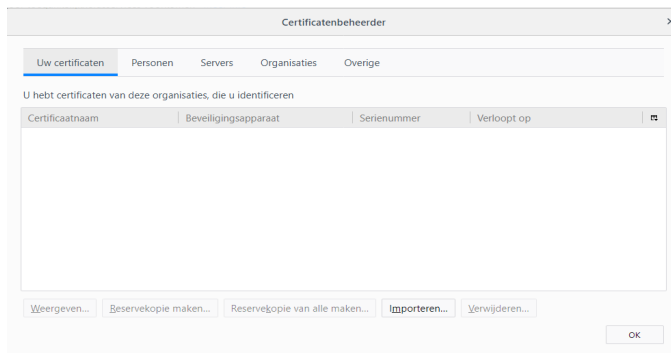 Certificatenbeheerder
Uw certificaten Personen Servers Organisaties Overige
U hebt certificaten van deze organisaties, die u identificeren
Certificaatnaam Beveiligingsapparaat Serienummer Verloopt op
Weergeven... Reservekopie maken... Reservekopie van alle maken... Importeren... Verwijderen...
OK